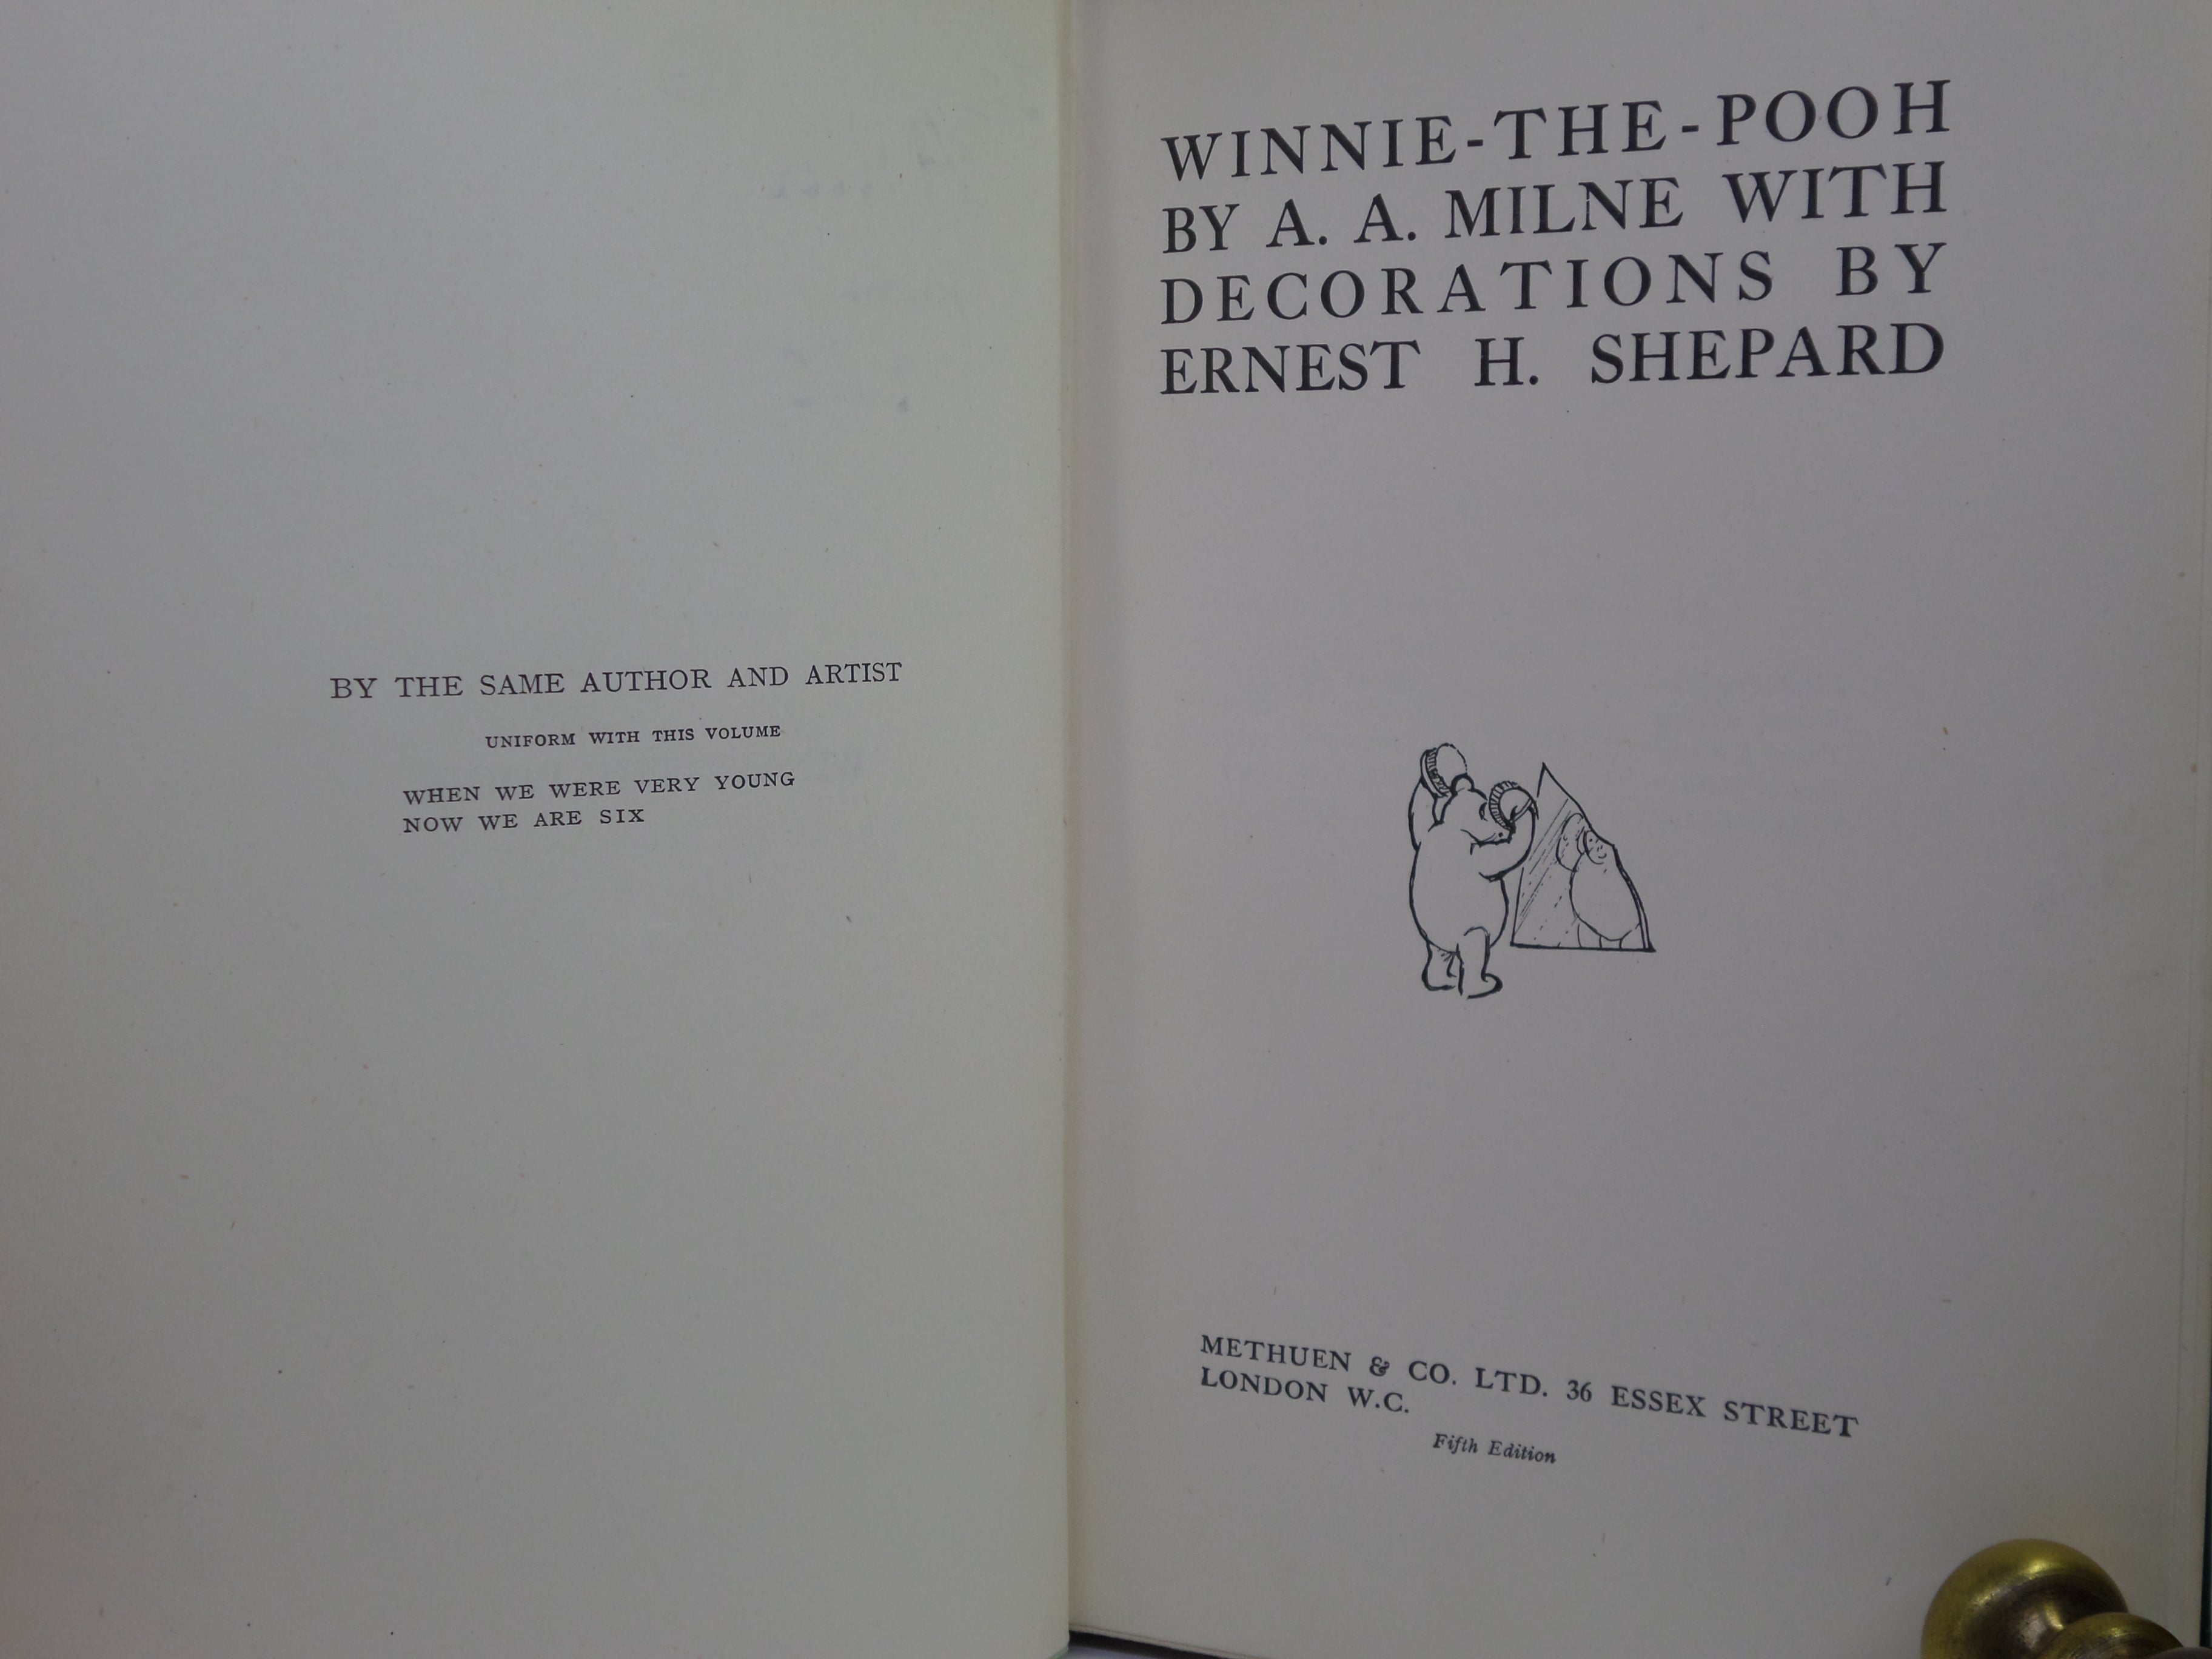 BY THE SAME AUTHOR AND ARTIST
UNIFORM WITH THIS VOLUME
WHEN WE WERE VERY YOUNG
NOW WE ARE SIX
WINNIE-THE-POOH
BY A. A. MILNE WITH
DECORATIONS BY
ERNEST H. SHEPARD
METHUEN & CO. LTD. 36 ESSEX STREET
LONDON W.C.
Fifth Edition